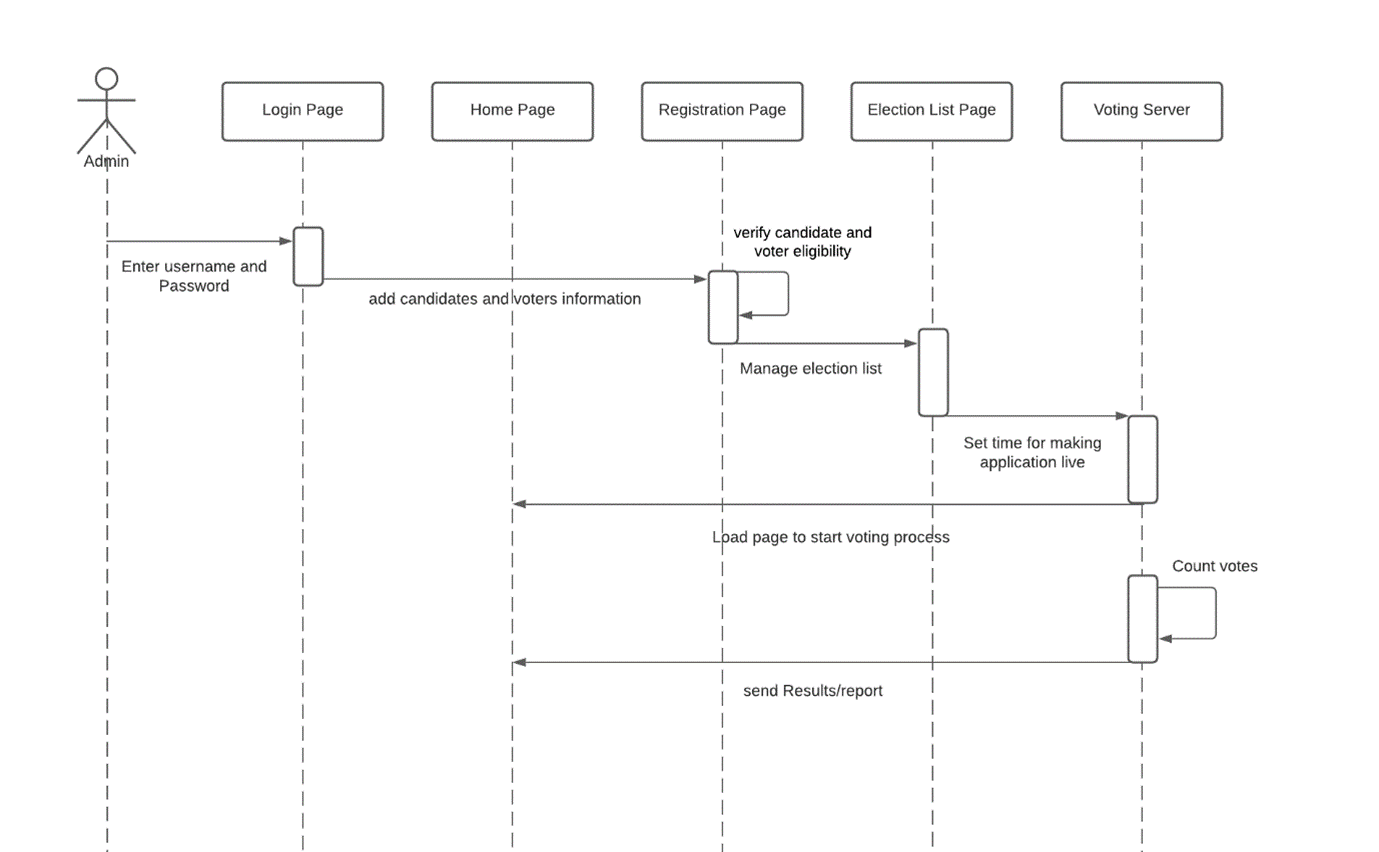 Login Page
Home Page
Registration Page
Election List Page
Voting Server
Admin
verify candidate and
voter eligibility
Enter username and
Password
add candidates and voters information
Manage election list
Set time for making
application live
Load page to start voting process
Count votes
send Results/report